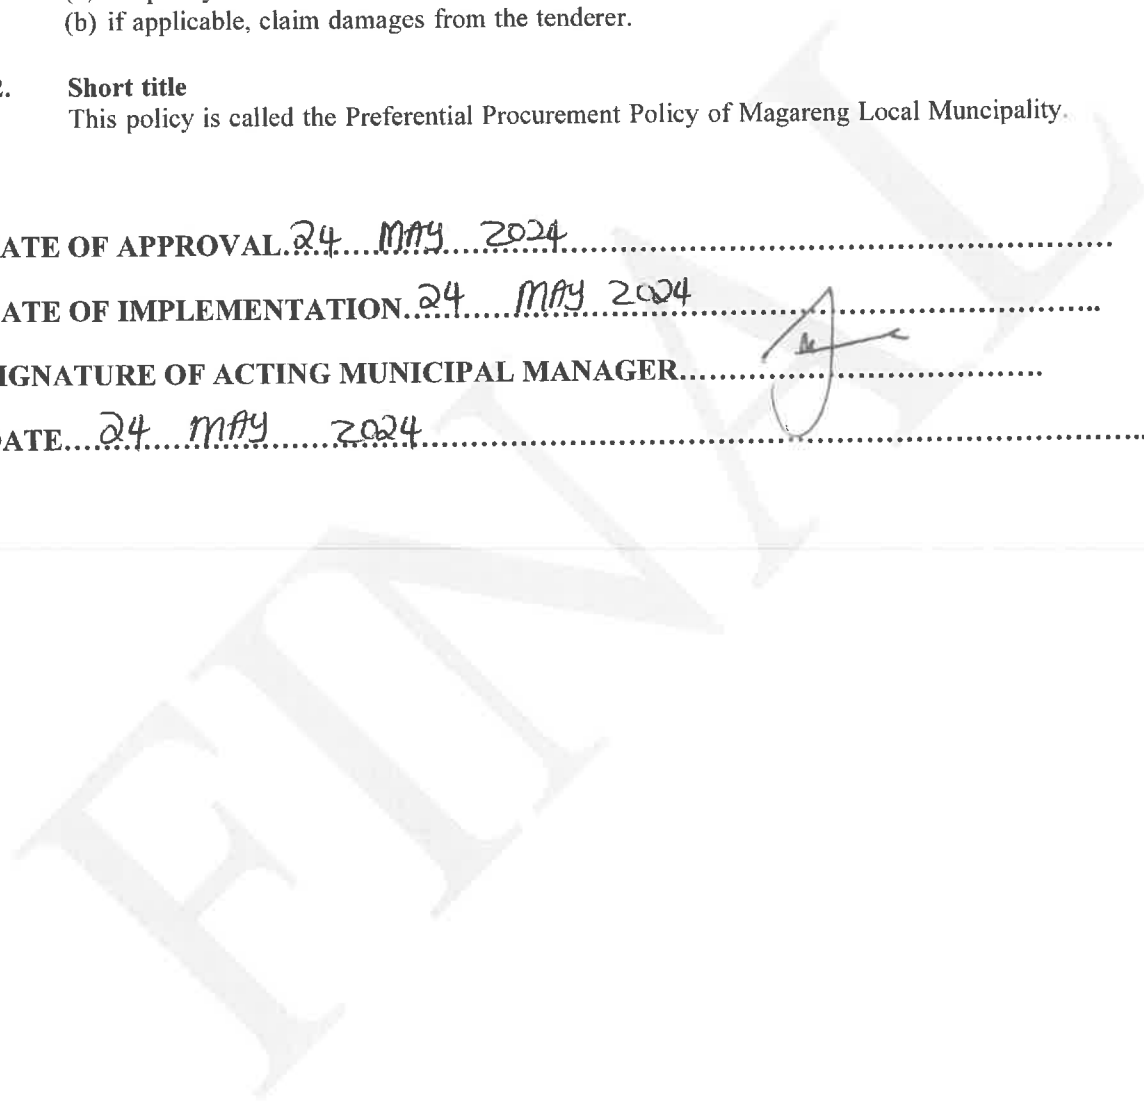 (b) if applicable, claim damages from the tenderer.
2. Short title
This policy is called the Preferential Procurement Policy of Magareng Local Muncipality.
ATE OF APPROVAL. 24 MAY 2024
ATE OF IMPLEMENTATION. 24 MAY 2024
IGNATURE OF ACTING MUNICIPAL MANAGER
ATE 24 MAY 2024
FINAL